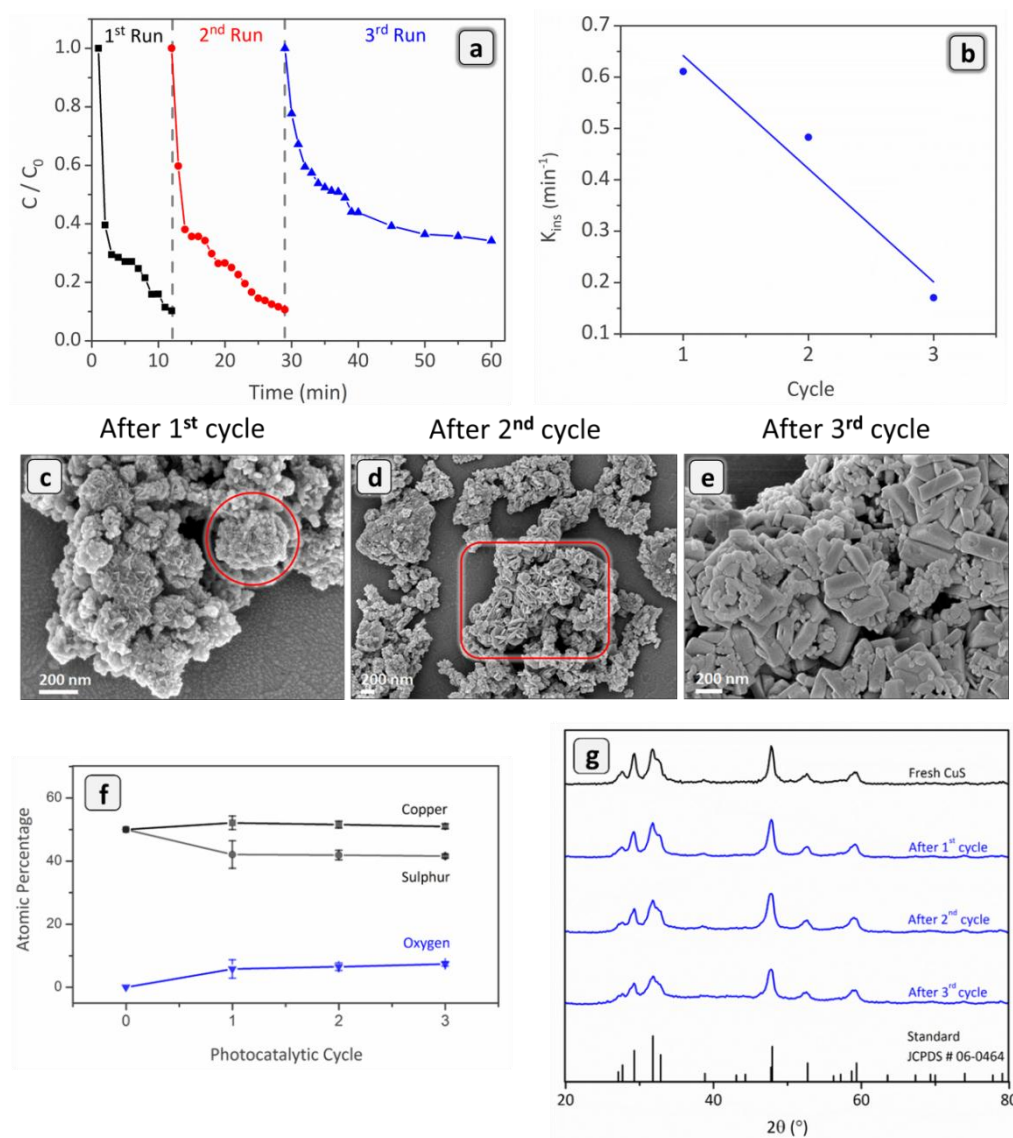 1st Run
2nd Run
3rd Run
a
1.0
0.8
0.6
0.4
0.2
0.0
C / C0
0 10 20 30 40 50 60
Time (min)
b
0.7
0.6
0.5
0.4
0.3
0.2
0.1
Kins (min-1)
1 2 3
Cycle
After 1st cycle
After 2nd cycle
After 3rd cycle
c
200 nm
d
200 nm
e
200 nm
f
60
40
20
0
Atomic Percentage
Copper
Sulphur
Oxygen
0 1 2 3
Photocatalytic Cycle
g
Fresh CuS
After 1st cycle
After 2nd cycle
After 3rd cycle
Standard
JCPDS # 06-0464
20 40 60 80
2θ (°)